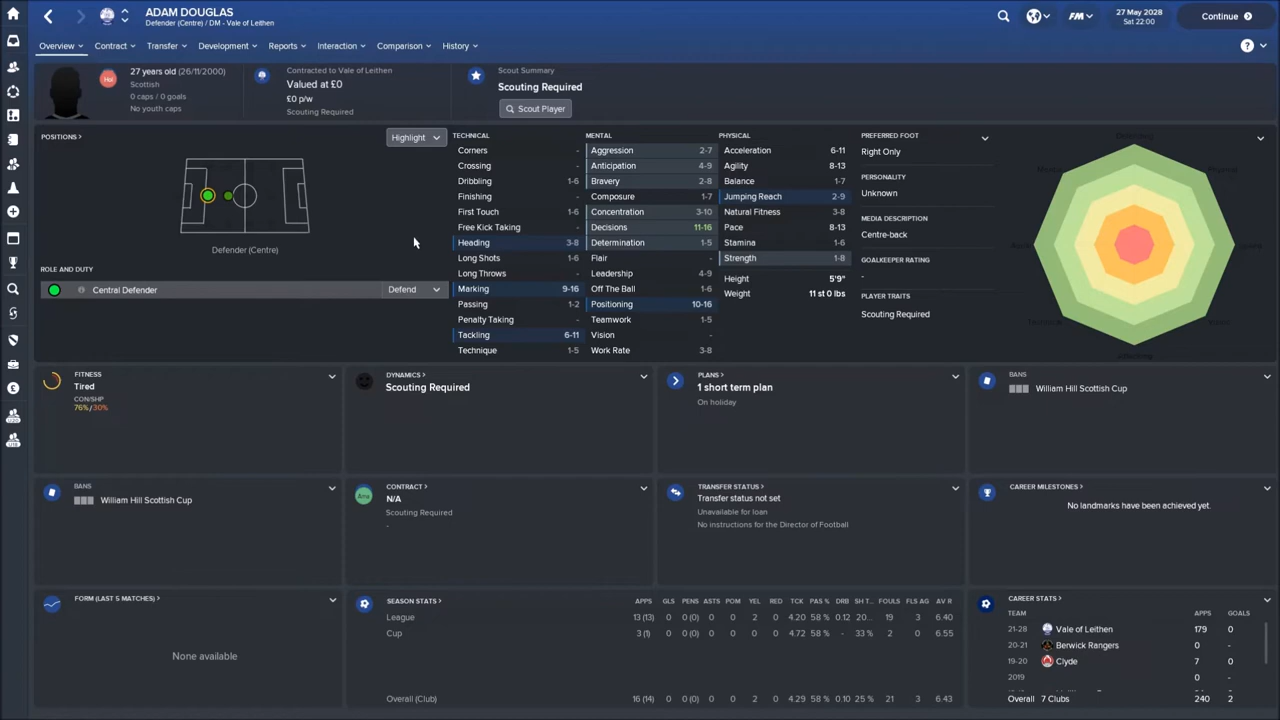 ADAM DOUGLAS
Defender (Centre) / DM - Vale of Leithen
FM
27 May 2028
Sat 22:00
Continue
Overview
Contract
Transfer
Development
Reports
Interaction
Comparison
History
?
Hol
27 years old (26/11/2000)
Scottish
0 caps / 0 goals
No youth caps
Contracted to Vale of Leithen
Valued at £0
£0 p/w
Scouting Required
Scout Summary
Scouting Required
Scout Player
POSITIONS >
Highlight
Defender (Centre)
ROLE AND DUTY
Central Defender Defend
TECHNICAL
Corners -
Crossing -
Dribbling 1-6
Finishing -
First Touch 1-6
Free Kick Taking -
Heading 3-8
Long Shots 1-6
Long Throws -
Marking 9-16
Passing 1-2
Penalty Taking -
Tackling 6-11
Technique 1-5
MENTAL
Aggression 2-7
Anticipation 4-9
Bravery 2-8
Composure 1-7
Concentration 3-10
Decisions 11-16
Determination 1-5
Flair -
Leadership 4-9
Off The Ball 1-6
Positioning 10-16
Teamwork 1-5
Vision -
Work Rate 3-8
PHYSICAL
Acceleration 6-11
Agility 8-13
Balance 1-7
Jumping Reach 2-9
Natural Fitness 3-8
Pace 8-13
Stamina 1-6
Strength 1-8
Height 5'9"
Weight 11 st 0 lbs
PREFERRED FOOT
Right Only
PERSONALITY
Unknown
MEDIA DESCRIPTION
Centre-back
GOALKEEPER RATING
-
PLAYER TRAITS
Scouting Required
FITNESS
Tired
CON/SHP
76%/30%
DYNAMICS >
Scouting Required
PLANS >
1 short term plan
On holiday
BANS
William Hill Scottish Cup
BANS
William Hill Scottish Cup
CONTRACT >
Ama
N/A
Scouting Required
-
TRANSFER STATUS >
Transfer status not set
Unavailable for loan
No instructions for the Director of Football
CAREER MILESTONES >
No landmarks have been achieved yet.
FORM (LAST 5 MATCHES) >
None available
SEASON STATS > APPS GLS PENS ASTS POM YEL RED TCK PAS % DRB SH T... FOULS FLS AG AV R
League 13 (13) 0 0 (0) 0 0 2 0 4.20 58 % 0.12 20... 19 3 6.40
Cup 3 (1) 0 0 (0) 0 0 0 0 4.72 58 % - 33 % 2 0 6.55
Overall (Club) 16 (14) 0 0 (0) 0 0 2 0 4.29 58 % 0.10 25 % 21 3 6.43
CAREER STATS >
TEAM APPS GOALS
21-28 Vale of Leithen 179 0
20-21 Berwick Rangers 0 -
19-20 Clyde 7 0
2019 0 -
Overall 7 Clubs 240 2
U20
U18